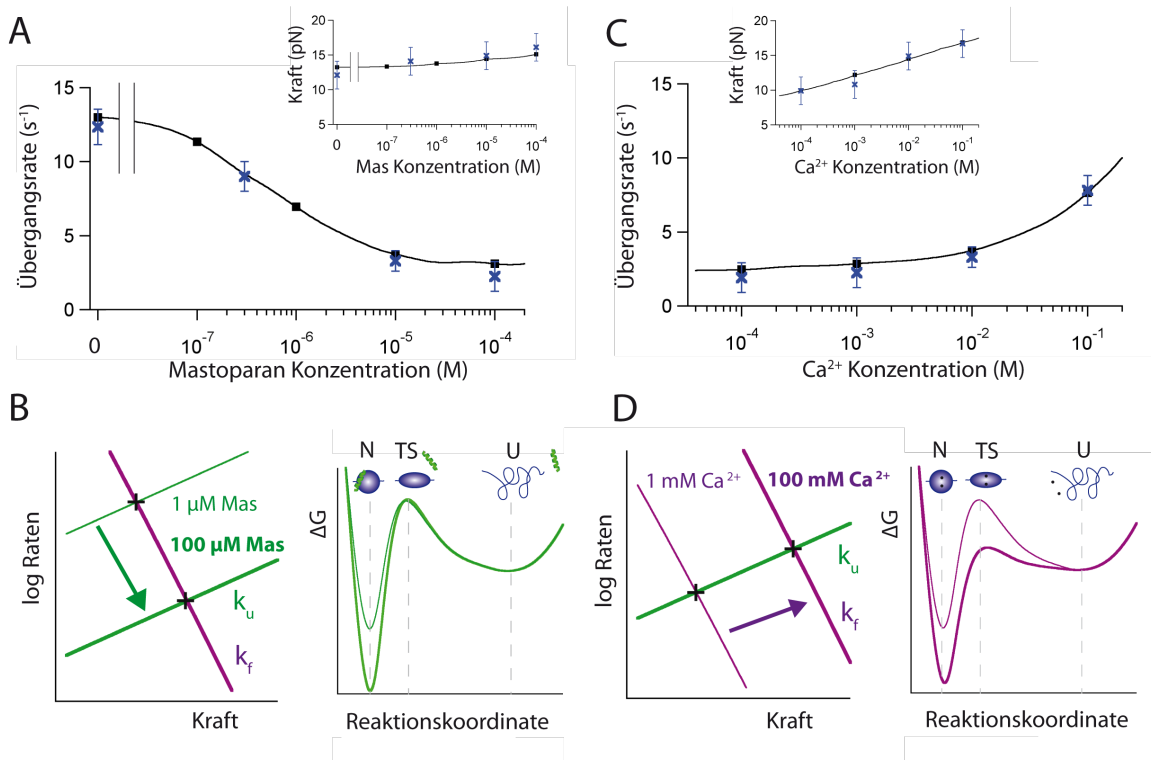 A
Übergangsrate (s⁻¹)
15
10
5
0
0
10⁻⁷
10⁻⁶
10⁻⁵
10⁻⁴
Mastoparan Konzentration (M)
Kraft (pN)
20
15
10
5
0
10⁻⁷
10⁻⁶
10⁻⁵
10⁻⁴
Mas Konzentration (M)
C
Übergangsrate (s⁻¹)
15
10
5
0
10⁻⁴
10⁻³
10⁻²
10⁻¹
Ca²⁺ Konzentration (M)
Kraft (pN)
20
15
10
5
10⁻⁴
10⁻³
10⁻²
10⁻¹
Ca²⁺ Konzentration (M)
B
log Raten
1 µM Mas
100 µM Mas
kᵤ
k_f
Kraft
N
TS
U
ΔG
Reaktionskoordinate
D
log Raten
1 mM Ca²⁺
100 mM Ca²⁺
kᵤ
k_f
Kraft
N
TS
U
ΔG
Reaktionskoordinate